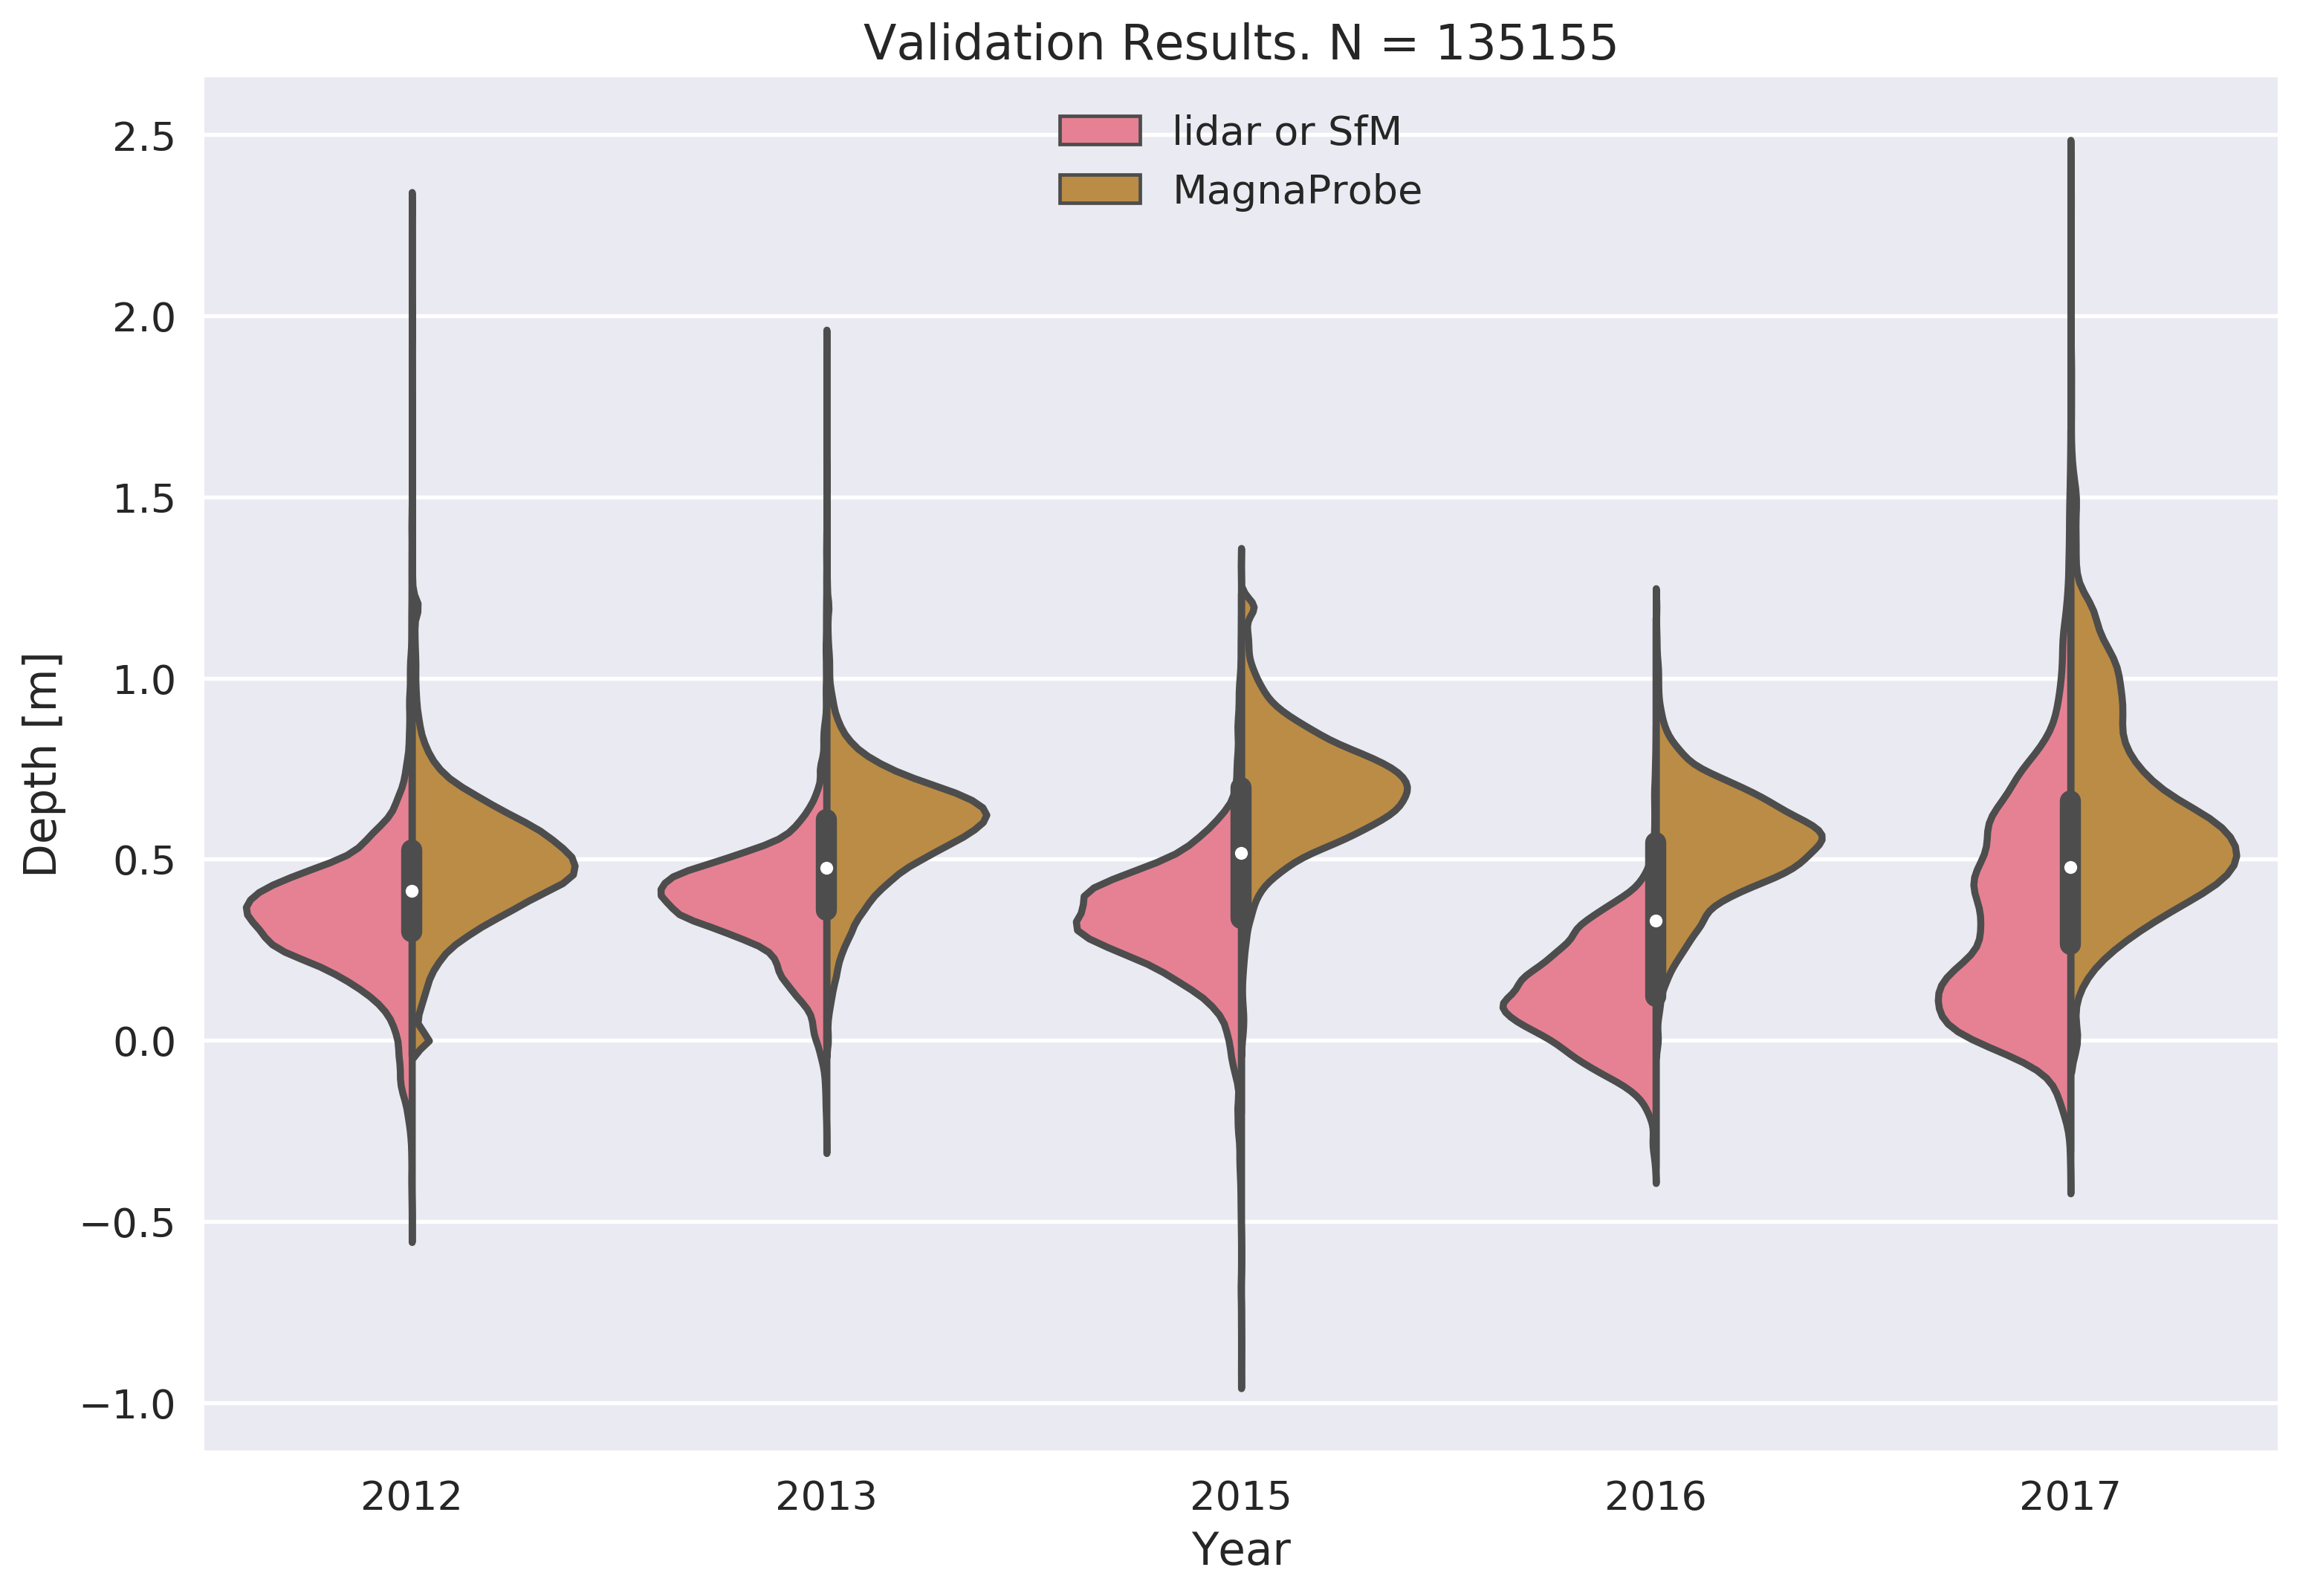 Validation Results. N = 135155
lidar or SfM
MagnaProbe
Depth [m]
2.5
2.0
1.5
1.0
0.5
0.0
−0.5
−1.0
2012 2013 2015 2016 2017
Year